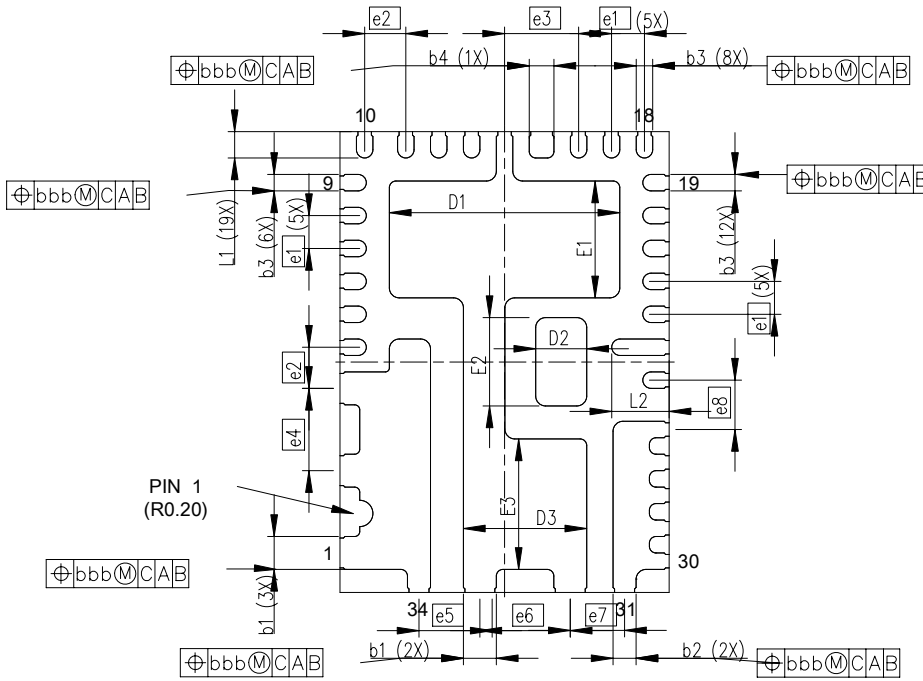 e2
e3
e1 (5X)
b4 (1X)
b3 (8X)
⌖ bbb Ⓜ C A B
⌖ bbb Ⓜ C A B
10
18
9
19
⌖ bbb Ⓜ C A B
⌖ bbb Ⓜ C A B
L1 (19X)
b3 (6X)
e1 (5X)
D1
E1
b3 (12X)
e1 (5X)
e2
E2
D2
L2
e8
e4
PIN 1
(R0.20)
E3
D3
1
30
⌖ bbb Ⓜ C A B
b1 (3X)
34
e5
e6
e7
31
b1 (2X)
b2 (2X)
⌖ bbb Ⓜ C A B
⌖ bbb Ⓜ C A B